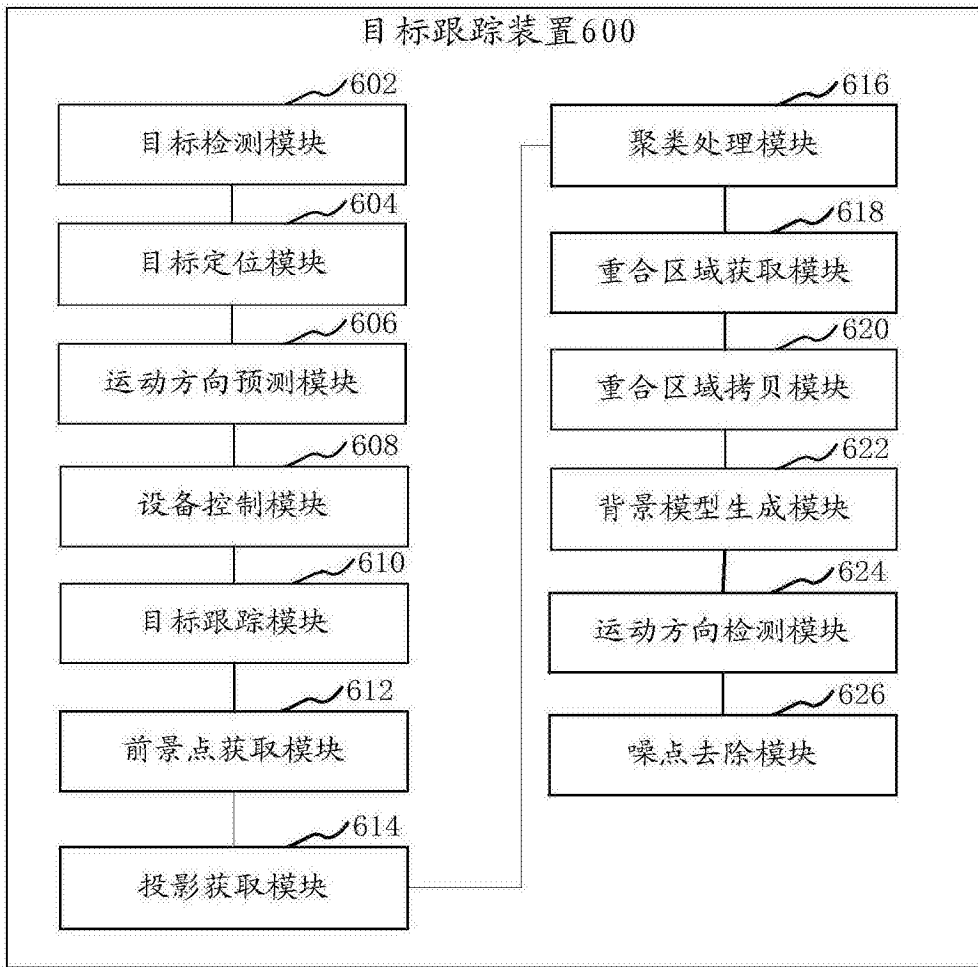 目标跟踪装置600
602
目标检测模块
604
目标定位模块
606
运动方向预测模块
608
设备控制模块
610
目标跟踪模块
612
前景点获取模块
614
投影获取模块
616
聚类处理模块
618
重合区域获取模块
620
重合区域拷贝模块
622
背景模型生成模块
624
运动方向检测模块
626
噪点去除模块